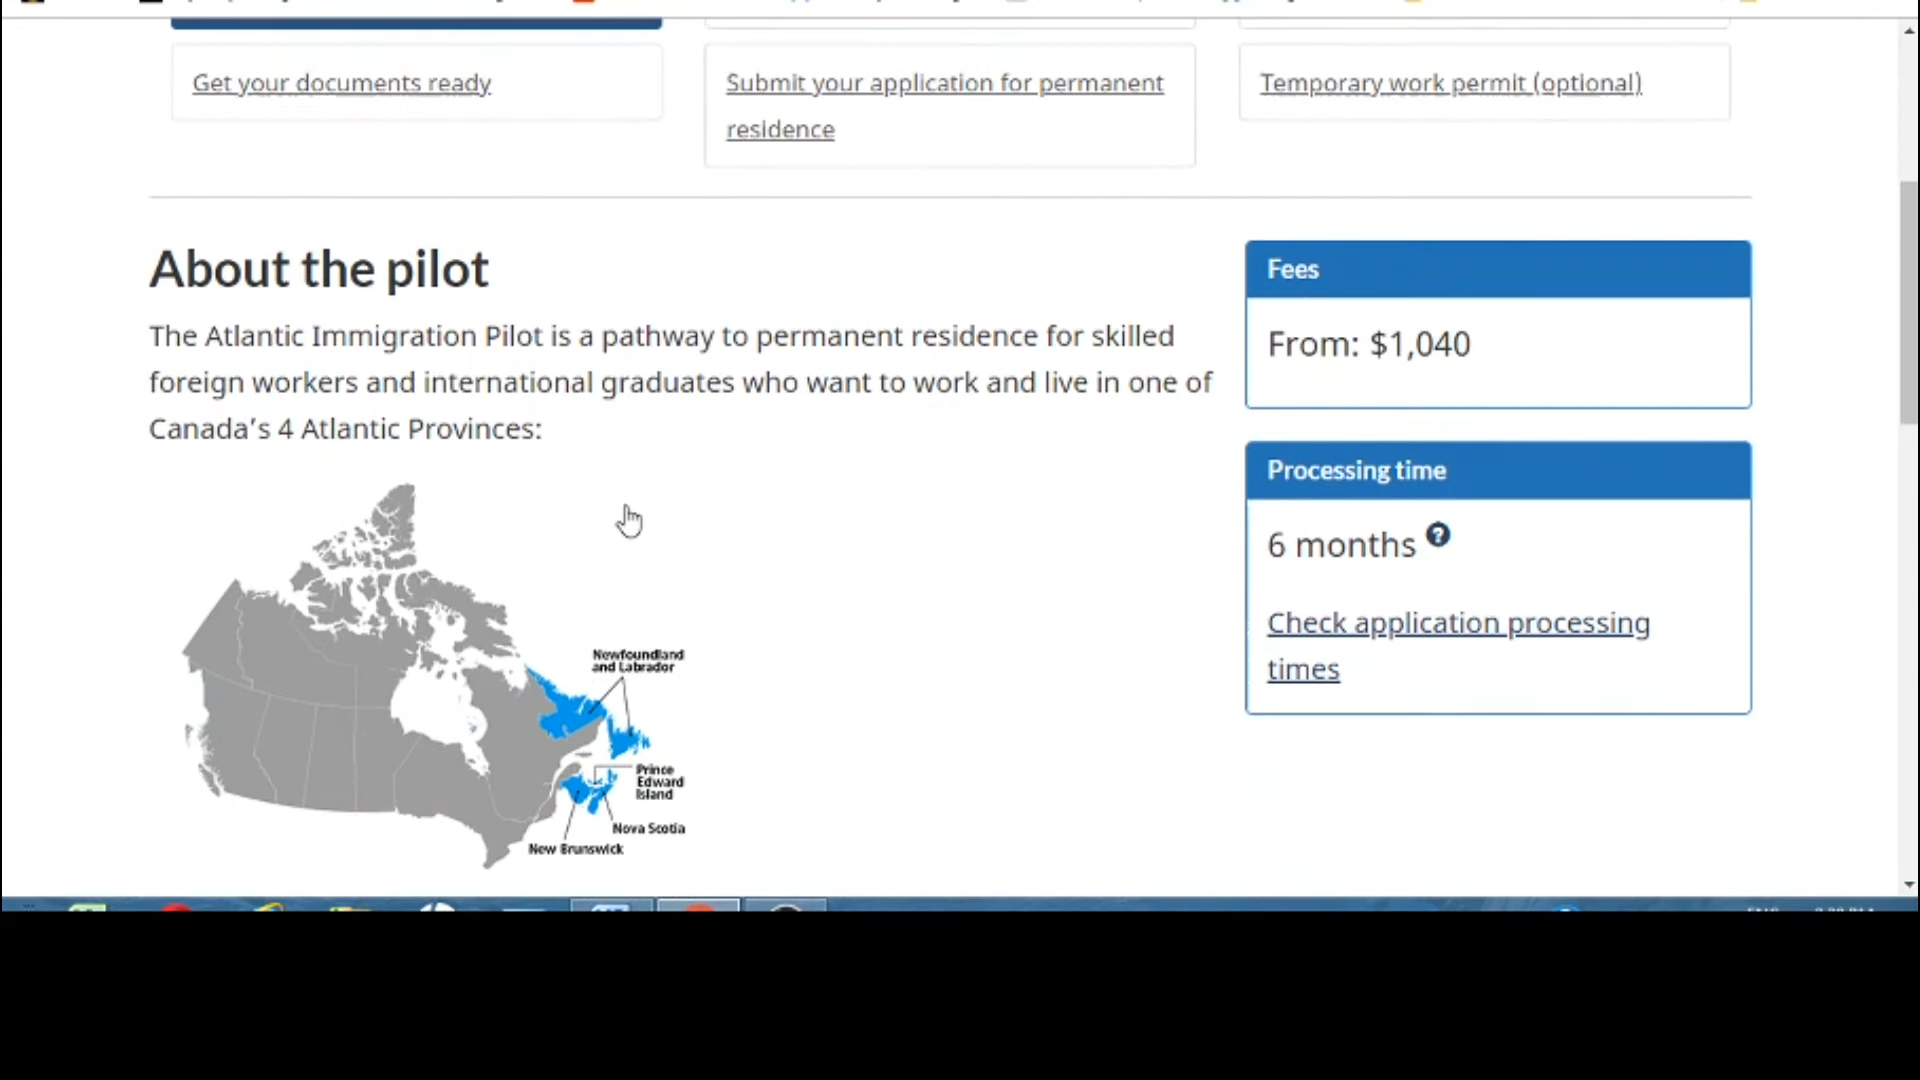 Get your documents ready
Submit your application for permanent
residence
Temporary work permit (optional)
About the pilot
The Atlantic Immigration Pilot is a pathway to permanent residence for skilled
foreign workers and international graduates who want to work and live in one of
Canada’s 4 Atlantic Provinces:
Newfoundland
and Labrador
Prince
Edward
Island
Nova Scotia
New Brunswick
Fees
From: $1,040
Processing time
6 months ?
Check application processing
times